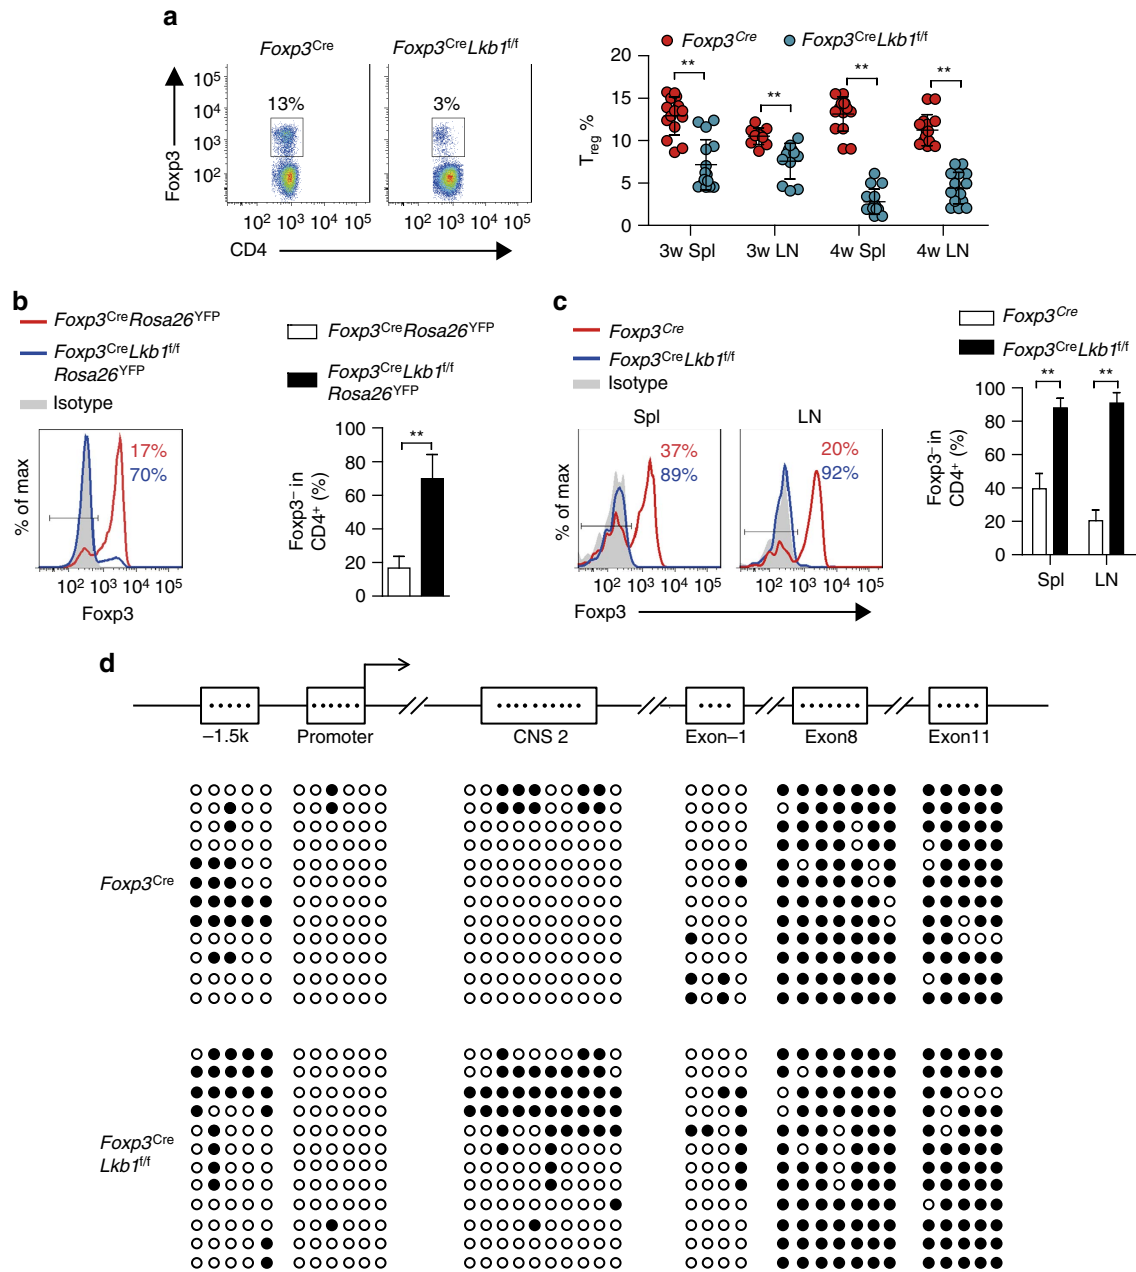 a
Foxp3Cre
Foxp3CreLkb1f/f
13%
3%
10⁵
10⁴
10³
10²
Foxp3
10² 10³ 10⁴ 10⁵
10² 10³ 10⁴ 10⁵
CD4
Foxp3Cre
Foxp3CreLkb1f/f
** ** ** **
20
15
10
5
0
Treg %
3w Spl
3w LN
4w Spl
4w LN
b
Foxp3CreRosa26YFP
Foxp3CreLkb1f/f
Rosa26YFP
Isotype
17%
70%
% of max
10² 10³ 10⁴ 10⁵
Foxp3
Foxp3CreRosa26YFP
Foxp3CreLkb1f/f
Rosa26YFP
**
100
80
60
40
20
0
Foxp3⁻ in
CD4⁺ (%)
c
Foxp3Cre
Foxp3CreLkb1f/f
Isotype
Spl
LN
37%
89%
20%
92%
% of max
10² 10³ 10⁴ 10⁵
10² 10³ 10⁴ 10⁵
Foxp3
Foxp3Cre
Foxp3CreLkb1f/f
** **
100
80
60
40
20
0
Foxp3⁻ in
CD4⁺ (%)
Spl
LN
d
–1.5k
Promoter
CNS 2
Exon–1
Exon8
Exon11
Foxp3Cre
Foxp3Cre
Lkb1f/f